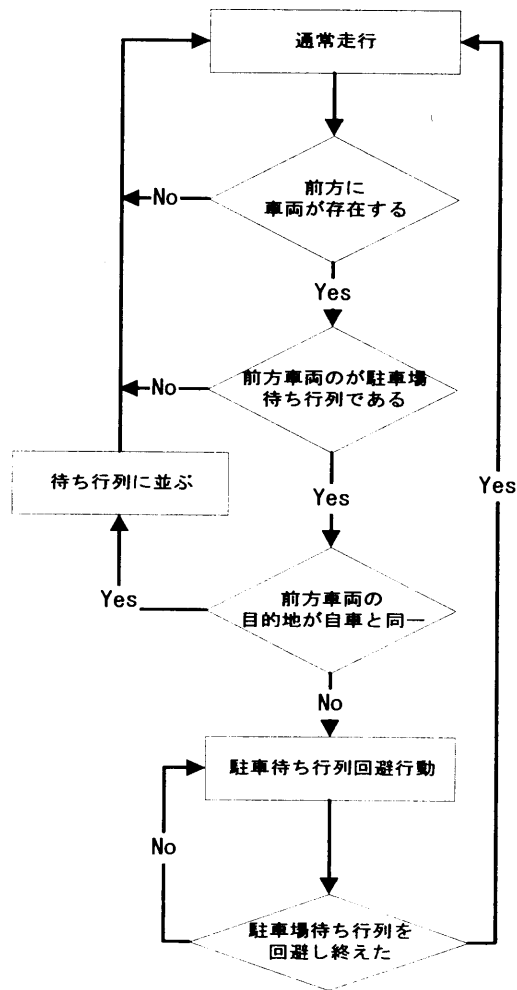 通常走行
前方に
車両が存在する
No
Yes
前方車両のが駐車場
待ち行列である
No
待ち行列に並ぶ
Yes
Yes
前方車両の
目的地が自車と同一
Yes
No
駐車待ち行列回避行動
No
駐車場待ち行列を
回避し終えた